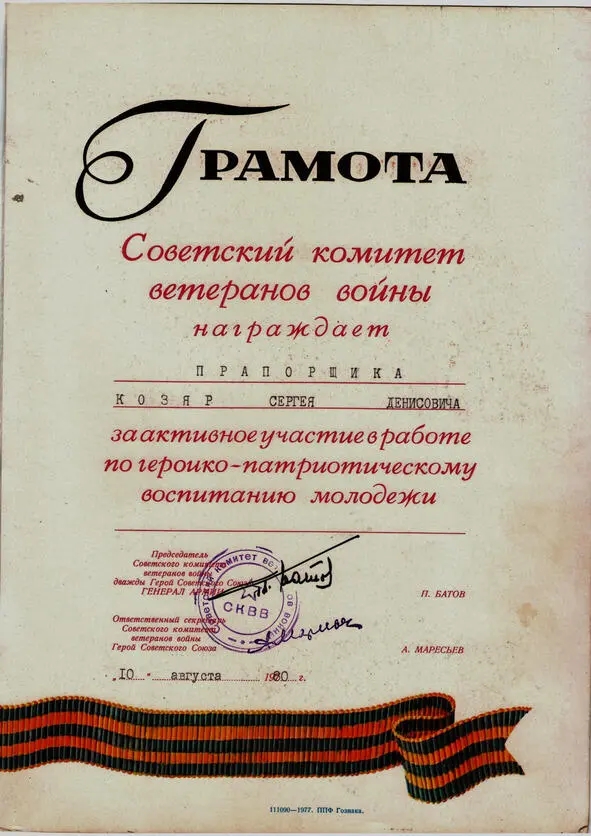 ГРАМОТА
Советский комитет
ветеранов войны
награждает
ПРАПОРЩИКА
КОЗЯР СЕРГЕЯ ДЕНИСОВИЧА
за активное участие в работе
по героико-патриотическому
воспитанию молодежи
Председатель
Советского комитета
ветеранов войны
дважды Герой Советского Союза
ГЕНЕРАЛ АРМИИ П. БАТОВ
Ответственный секретарь
Советского комитета
ветеранов войны
Герой Советского Союза А. МАРЕСЬЕВ
СКВВ
„10" августа 1980 г.
111090—1977. ППФ Гознака.